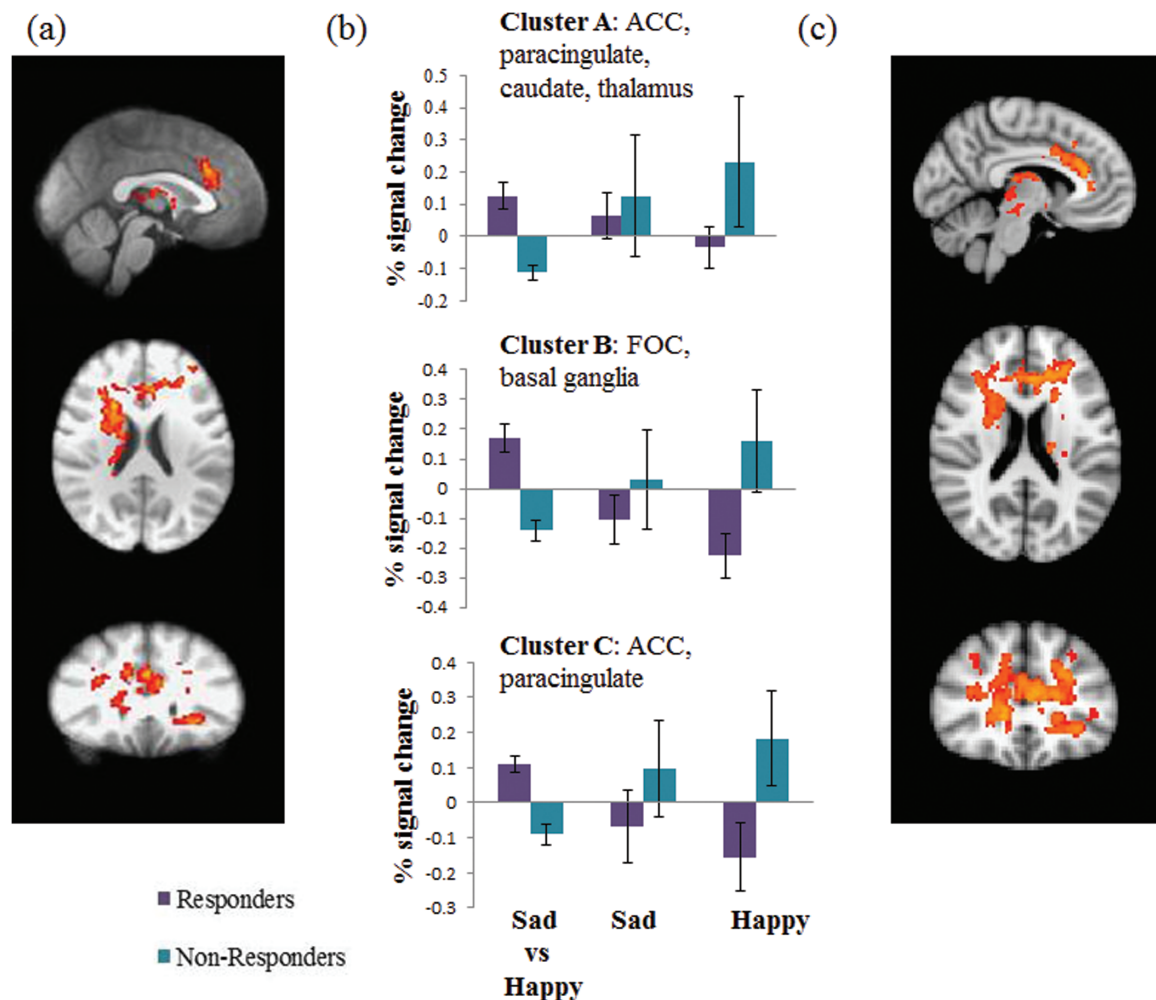 (a)
(b)
(c)
Cluster A: ACC,
paracingulate,
caudate, thalamus
% signal change
0.5
0.4
0.3
0.2
0.1
0
-0.1
-0.2
Cluster B: FOC,
basal ganglia
% signal change
0.4
0.3
0.2
0.1
0
-0.1
-0.2
-0.3
-0.4
Cluster C: ACC,
paracingulate
% signal change
0.4
0.3
0.2
0.1
0
-0.1
-0.2
-0.3
Sad
vs
Happy
Sad
Happy
Responders
Non-Responders